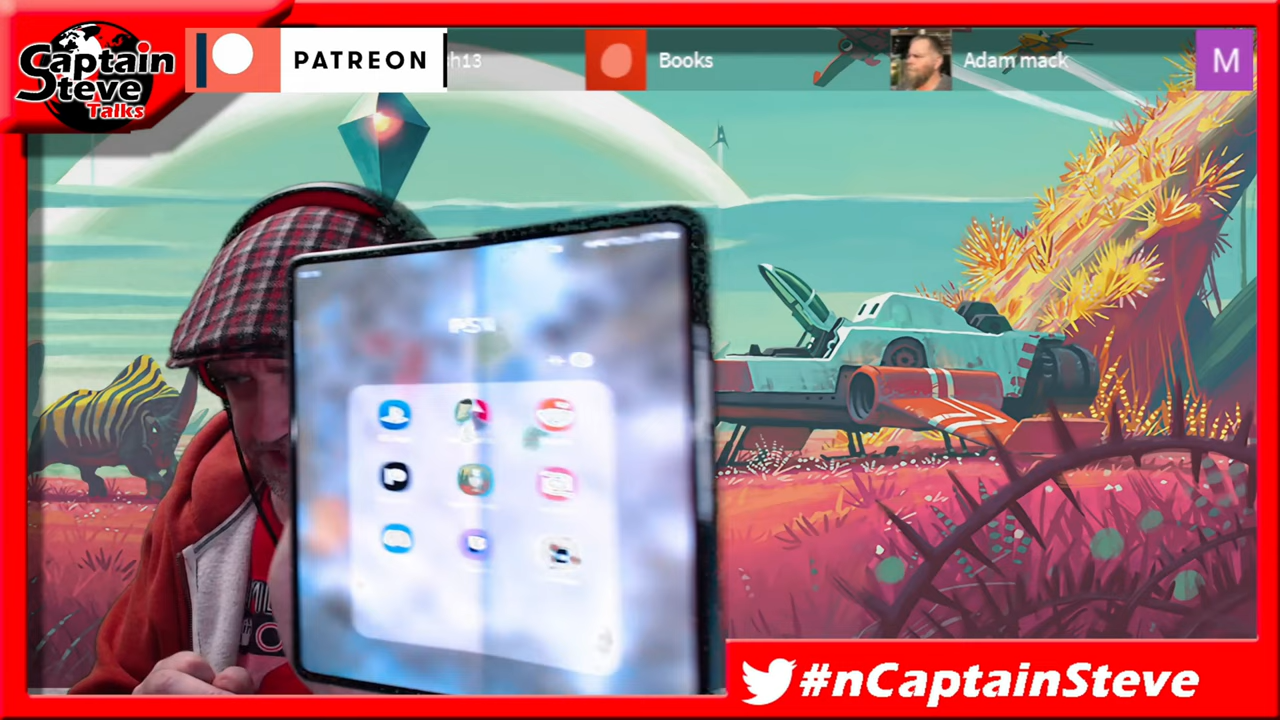 Captain
Steve
Talks
PATREON
h13
Books
Adam mack
M
#nCaptainSteve